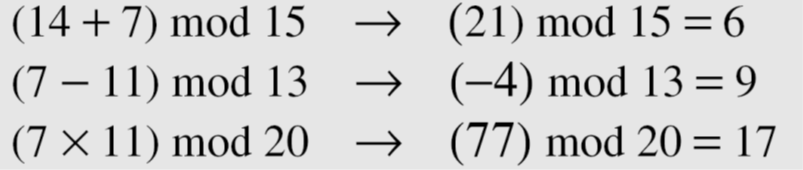 (14 + 7) mod 15 → (21) mod 15 = 6
(7 − 11) mod 13 → (−4) mod 13 = 9
(7 × 11) mod 20 → (77) mod 20 = 17